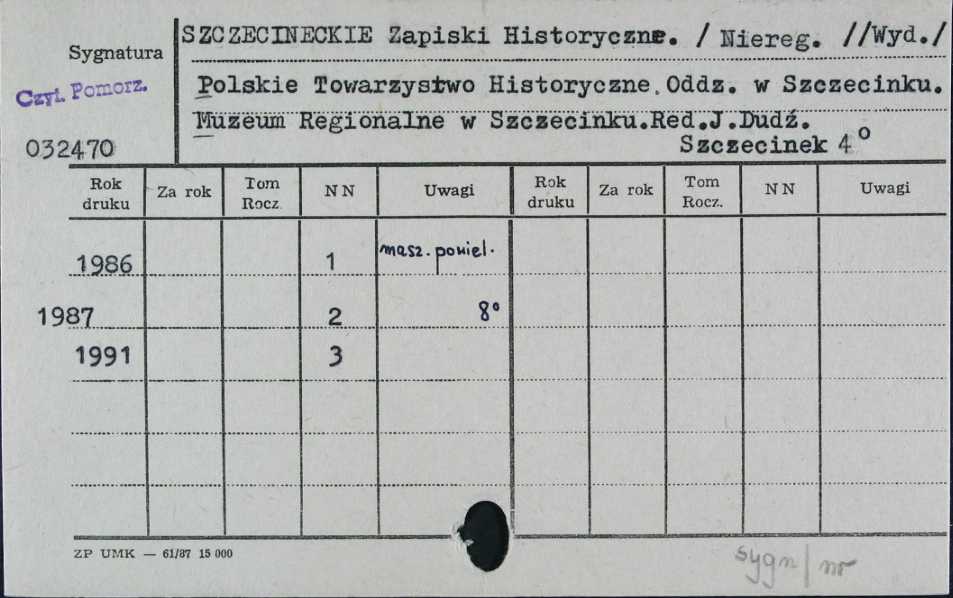 SZCZECINECKIE Zapiski Historyczne. / Niereg. //Wyd./
Sygnatura
Czyt. Pomorz.
Polskie Towarzystwo Historyczne.Oddz. w Szczecinku.
Muzeum Regionalne w Szczecinku.Red.J.Dudź.
032470
Szczecinek 4°
Rok druku Za rok Tom Rocz. NN Uwagi Rok druku Za rok Tom Rocz. NN Uwagi
1986 1 masz. powiel.
1987 2 8°
1991 3
ZP UMK — 61/87 15 000
sygn/nr